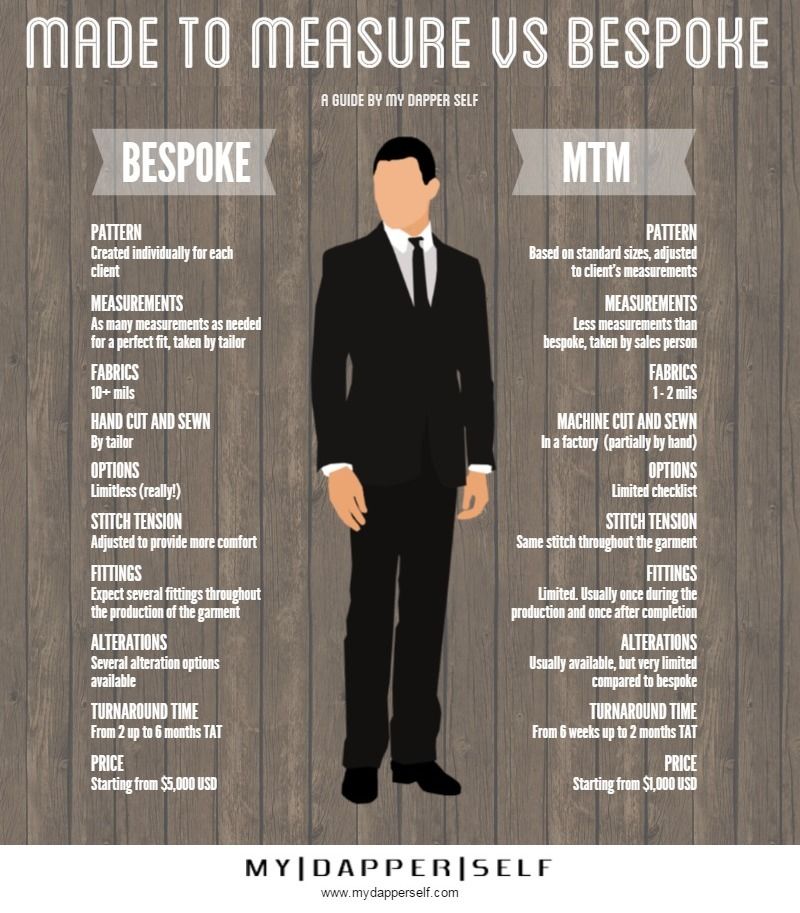 MADE TO MEASURE VS BESPOKE
A GUIDE BY MY DAPPER SELF
BESPOKE
PATTERN
Created individually for each
client
MEASUREMENTS
As many measurements as needed
for a perfect fit, taken by tailor
FABRICS
10+ mils
HAND CUT AND SEWN
By tailor
OPTIONS
Limitless (really!)
STITCH TENSION
Adjusted to provide more comfort
FITTINGS
Expect several fittings throughout
the production of the garment
ALTERATIONS
Several alteration options
available
TURNAROUND TIME
From 2 up to 6 months TAT
PRICE
Starting from $5,000 USD
MTM
PATTERN
Based on standard sizes, adjusted
to client's measurements
MEASUREMENTS
Less measurements than
bespoke, taken by sales person
FABRICS
1 - 2 mils
MACHINE CUT AND SEWN
In a factory (partially by hand)
OPTIONS
Limited checklist
STITCH TENSION
Same stitch throughout the garment
FITTINGS
Limited. Usually once during the
production and once after completion
ALTERATIONS
Usually available, but very limited
compared to bespoke
TURNAROUND TIME
From 6 weeks up to 2 months TAT
PRICE
Starting from $1,000 USD
MY|DAPPER|SELF
www.mydapperself.com